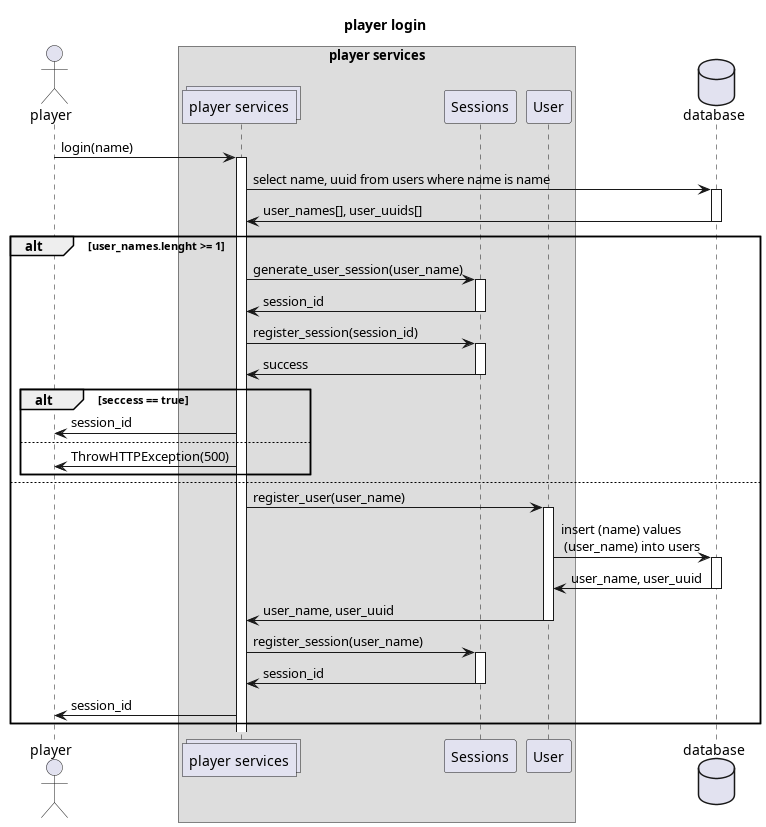 player login
player services
player
player services
Sessions
User
database
login(name)
select name, uuid from users where name is name
user_names[], user_uuids[]
alt [user_names.lenght >= 1]
generate_user_session(user_name)
session_id
register_session(session_id)
success
alt [seccess == true]
session_id
ThrowHTTPException(500)
register_user(user_name)
insert (name) values
(user_name) into users
user_name, user_uuid
user_name, user_uuid
register_session(user_name)
session_id
session_id
player
player services
Sessions
User
database